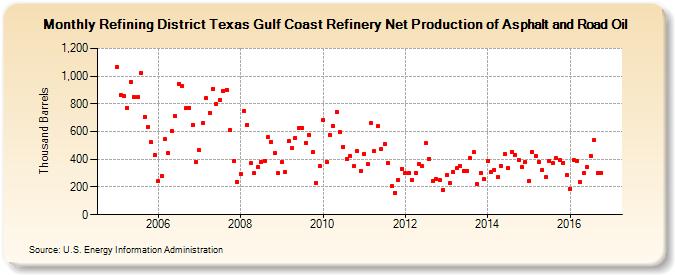 Monthly Refining District Texas Gulf Coast Refinery Net Production of Asphalt and Road Oil
Thousand Barrels
1,200
1,000
800
600
400
200
0
2006 2008 2010 2012 2014 2016
Source: U.S. Energy Information Administration